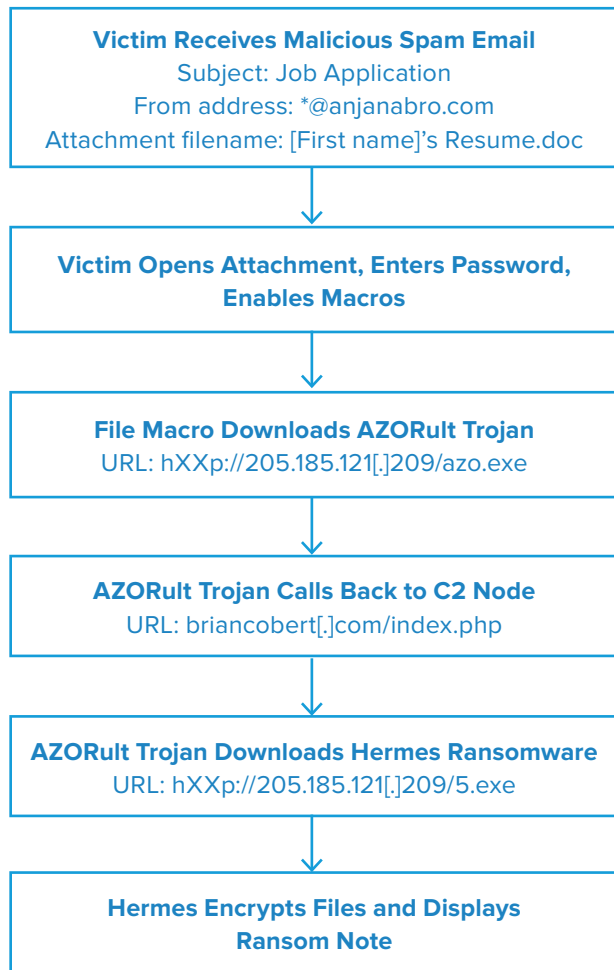 Victim Receives Malicious Spam Email
Subject: Job Application
From address: *@anjanabro.com
Attachment filename: [First name]’s Resume.doc
Victim Opens Attachment, Enters Password,
Enables Macros
File Macro Downloads AZORult Trojan
URL: hXXp://205.185.121[.]209/azo.exe
AZORult Trojan Calls Back to C2 Node
URL: briancobert[.]com/index.php
AZORult Trojan Downloads Hermes Ransomware
URL: hXXp://205.185.121[.]209/5.exe
Hermes Encrypts Files and Displays
Ransom Note